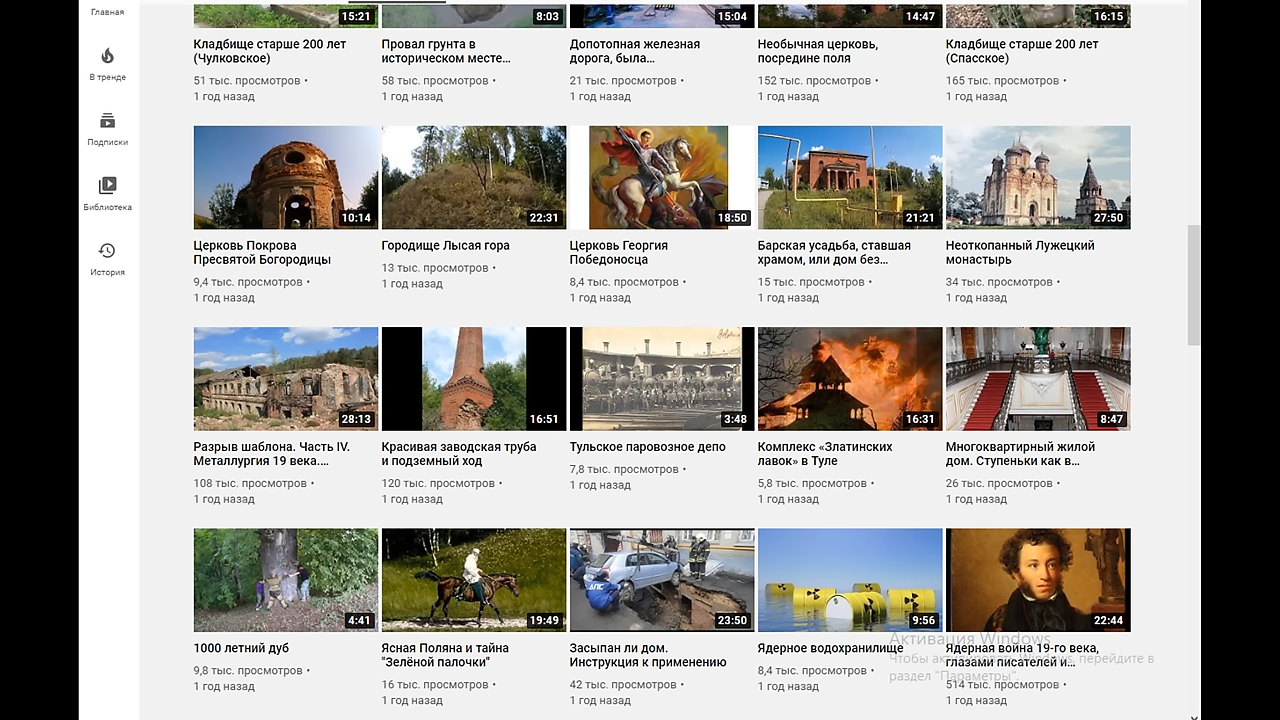 Главная
В тренде
Подписки
Библиотека
История
15:21
8:03
15:04
14:47
16:15
Кладбище старше 200 лет
(Чулковское)
51 тыс. просмотров •
1 год назад
Провал грунта в
историческом месте…
58 тыс. просмотров •
1 год назад
Допотопная железная
дорога, была…
21 тыс. просмотров •
1 год назад
Необычная церковь,
посредине поля
152 тыс. просмотров •
1 год назад
Кладбище старше 200 лет
(Спасское)
165 тыс. просмотров •
1 год назад
10:14
22:31
18:50
21:21
27:50
Церковь Покрова
Пресвятой Богородицы
9,4 тыс. просмотров •
1 год назад
Городище Лысая гора
13 тыс. просмотров •
1 год назад
Церковь Георгия
Победоносца
8,4 тыс. просмотров •
1 год назад
Барская усадьба, ставшая
храмом, или дом без…
15 тыс. просмотров •
1 год назад
Неоткопанный Лужецкий
монастырь
34 тыс. просмотров •
1 год назад
28:13
16:51
3:48
16:31
8:47
Разрыв шаблона. Часть IV.
Металлургия 19 века.…
108 тыс. просмотров •
1 год назад
Красивая заводская труба
и подземный ход
120 тыс. просмотров •
1 год назад
Тульское паровозное депо
7,8 тыс. просмотров •
1 год назад
Комплекс «Златинских
лавок» в Туле
5,8 тыс. просмотров •
1 год назад
Многоквартирный жилой
дом. Ступеньки как в…
26 тыс. просмотров •
1 год назад
ДПС
4:41
19:49
23:50
9:56
22:44
1000 летний дуб
9,8 тыс. просмотров •
1 год назад
Ясная Поляна и тайна
"Зелёной палочки"
16 тыс. просмотров •
1 год назад
Засыпан ли дом.
Инструкция к применению
42 тыс. просмотров •
1 год назад
Ядерное водохранилище
8,4 тыс. просмотров •
1 год назад
Ядерная война 19-го века,
глазами писателей и…
514 тыс. просмотров •
1 год назад
Активация Windows
Чтобы активировать Windows, перейдите в
раздел "Параметры".